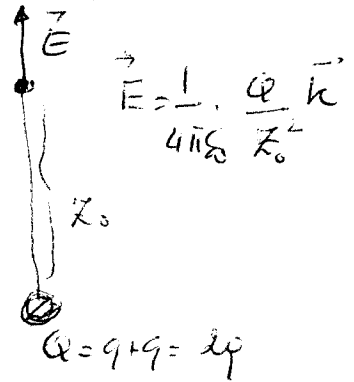 E⃗
E⃗ = 1/4πε₀ · Q/Z₀² k⃗
Z₀
Q = q+q = 2q